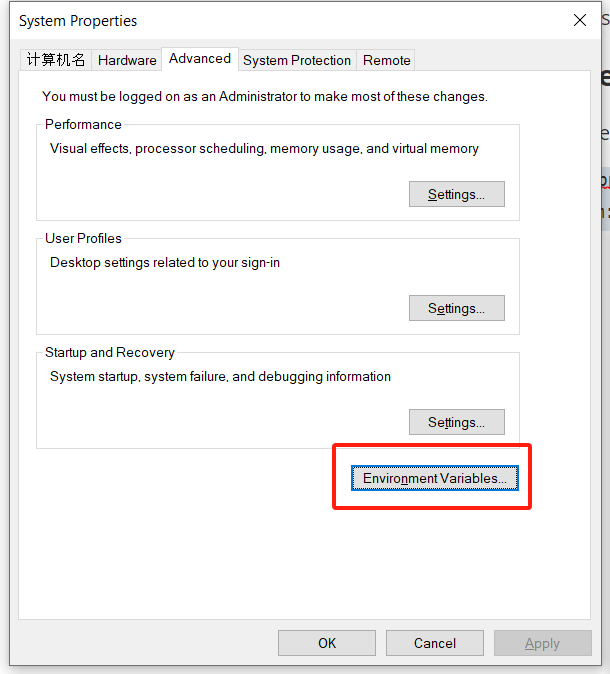 System Properties
计算机名 Hardware Advanced System Protection Remote
You must be logged on as an Administrator to make most of these changes.
Performance
Visual effects, processor scheduling, memory usage, and virtual memory
Settings...
User Profiles
Desktop settings related to your sign-in
Settings...
Startup and Recovery
System startup, system failure, and debugging information
Settings...
Environment Variables...
OK Cancel Apply